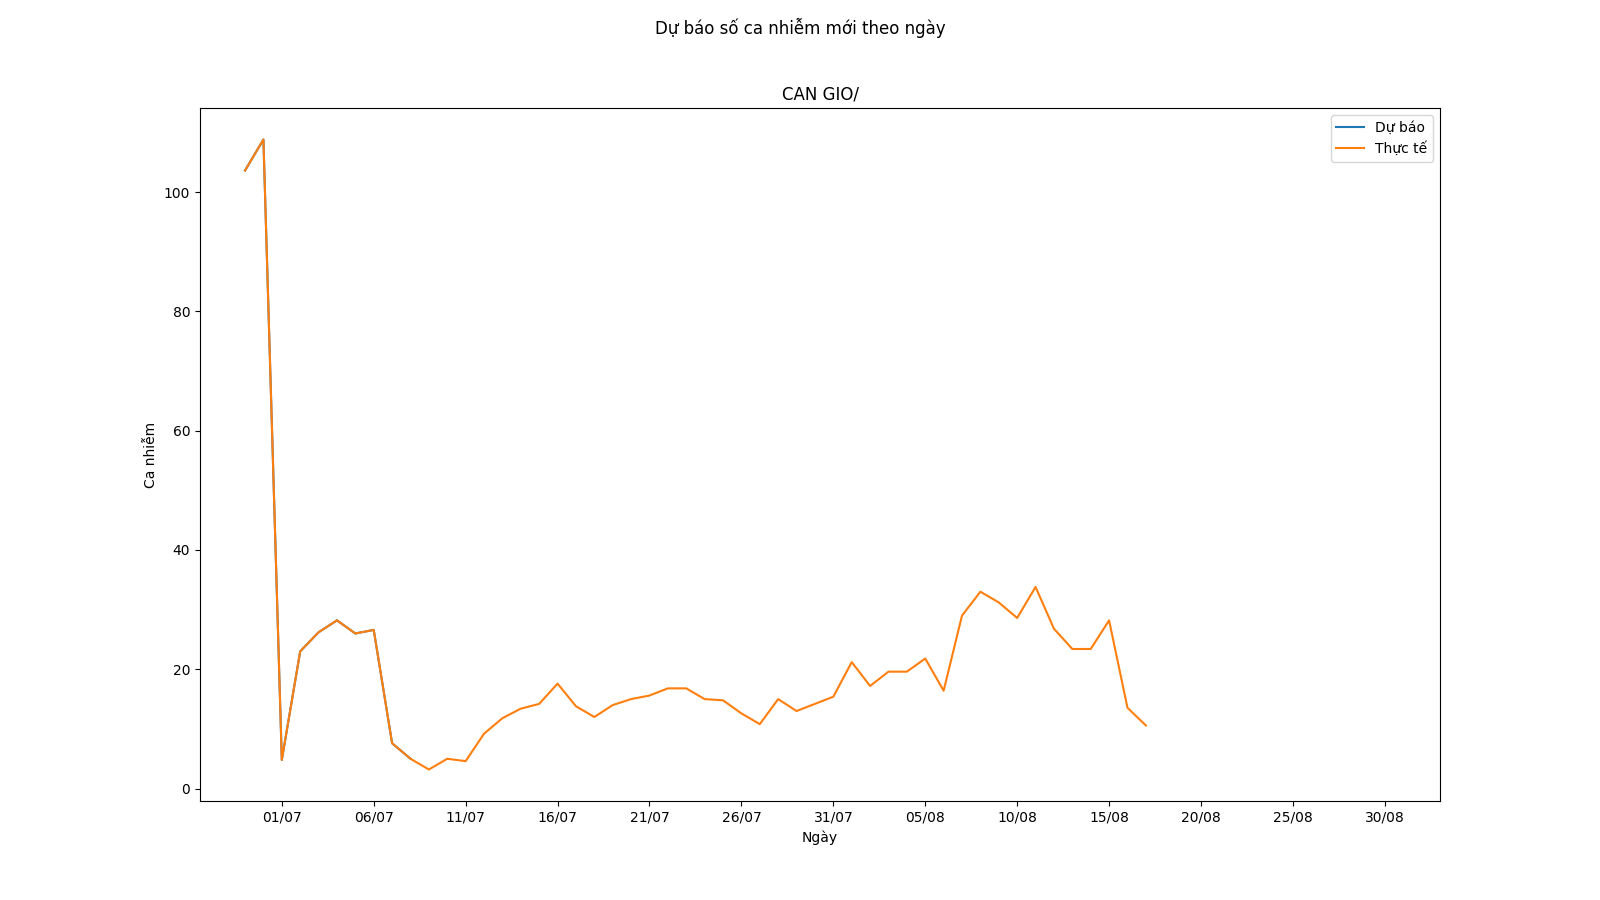 Dự báo số ca nhiễm mới theo ngày
CAN GIO/
Dự báo
Thực tế
100
80
60
40
20
0
Ca nhiễm
01/07 06/07 11/07 16/07 21/07 26/07 31/07 05/08 10/08 15/08 20/08 25/08 30/08
Ngày